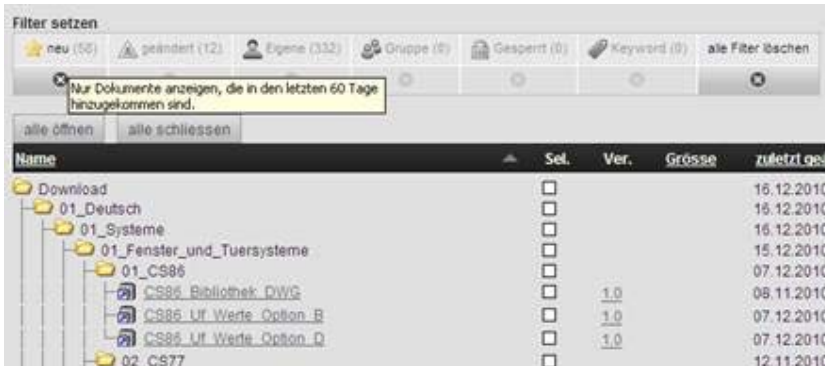 Filter setzen
neu (58) geändert (12) Eigene (332) Gruppe (0) Gesperrt (0) Keyword (0) alle Filter löschen
Nur Dokumente anzeigen, die in den letzten 60 Tage
hinzugekommen sind.
alle öffnen alle schliessen
Name Sel. Ver. Grösse zuletzt geä
Download 16.12.2010
01_Deutsch 16.12.2010
01_Systeme 16.12.2010
01_Fenster_und_Tuersysteme 15.12.2010
01_CS86 07.12.2010
CS86_Bibliothek_DWG 1.0 08.11.2010
CS86_Uf_Werte_Option_B 1.0 07.12.2010
CS86_Uf_Werte_Option_D 1.0 07.12.2010
02_CS77 12.11.2010